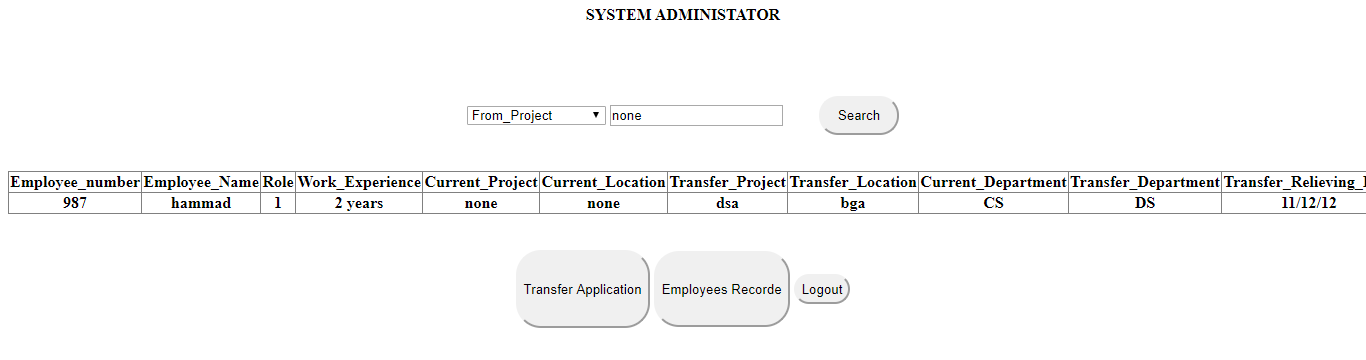 SYSTEM ADMINISTATOR
From_Project none Search
Employee_number Employee_Name Role Work_Experience Current_Project Current_Location Transfer_Project Transfer_Location Current_Department Transfer_Department Transfer_Relieving_
987 hammad 1 2 years none none dsa bga CS DS 11/12/12
Transfer Application Employees Recorde Logout